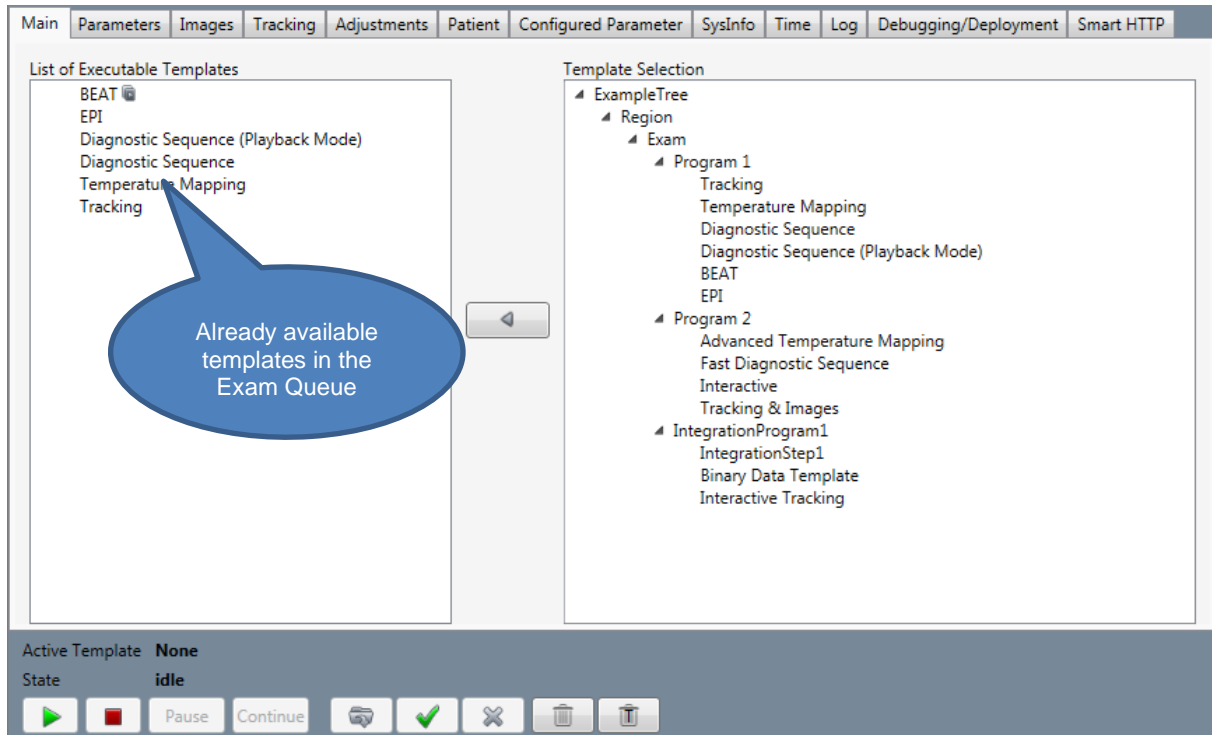 Main Parameters Images Tracking Adjustments Patient Configured Parameter SysInfo Time Log Debugging/Deployment Smart HTTP
List of Executable Templates
BEAT
EPI
Diagnostic Sequence (Playback Mode)
Diagnostic Sequence
Temperature Mapping
Tracking
Already available
templates in the
Exam Queue
Template Selection
ExampleTree
Region
Exam
Program 1
Tracking
Temperature Mapping
Diagnostic Sequence
Diagnostic Sequence (Playback Mode)
BEAT
EPI
Program 2
Advanced Temperature Mapping
Fast Diagnostic Sequence
Interactive
Tracking & Images
IntegrationProgram1
IntegrationStep1
Binary Data Template
Interactive Tracking
Active Template None
State idle
Pause Continue T